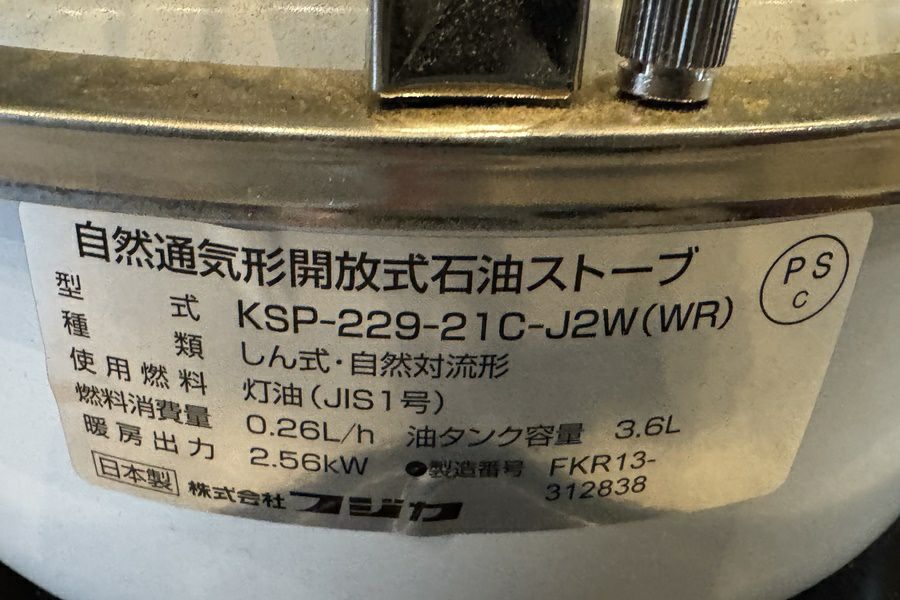 自然通気形開放式石油ストーブ
PS
C
型式 KSP-229-21C-J2W(WR)
種類 しん式・自然対流形
使用燃料 灯油(JIS1号)
燃料消費量 0.26L/h 油タンク容量 3.6L
暖房出力 2.56kW ●製造番号 FKR13-
312838
日本製 株式会社フジカ